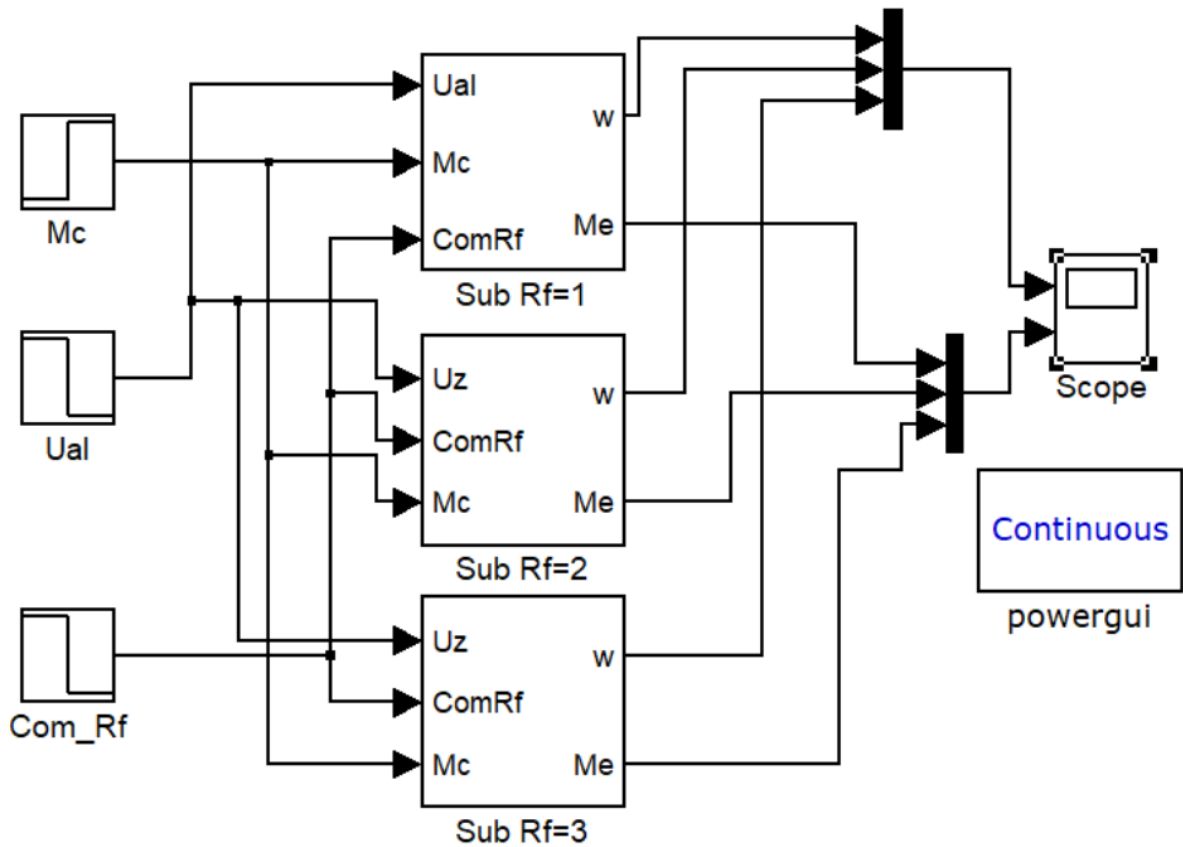 Mc
Ual
Com_Rf
Ual
Mc
ComRf
w
Me
Sub Rf=1
Uz
ComRf
Mc
w
Me
Sub Rf=2
Uz
ComRf
Mc
w
Me
Sub Rf=3
Scope
Continuous
powergui